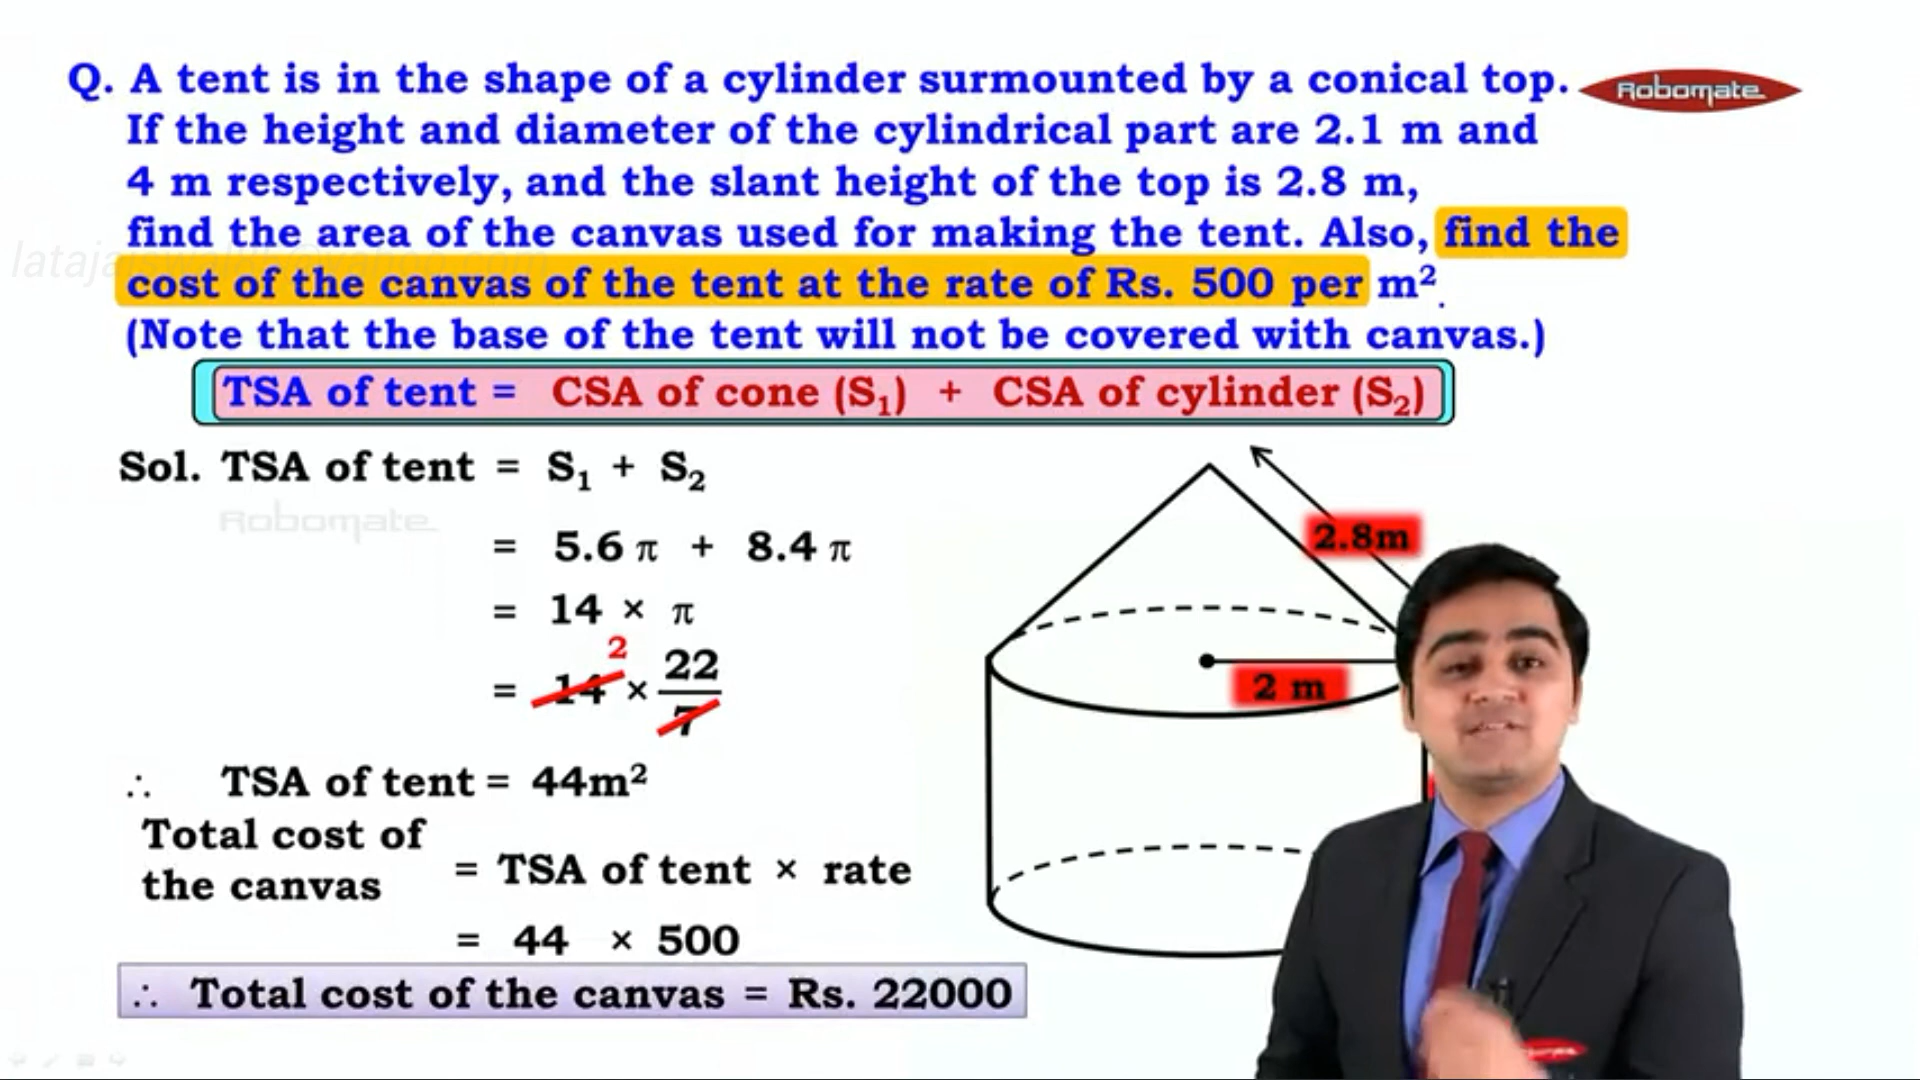 Q. A tent is in the shape of a cylinder surmounted by a conical top.
Robomate
If the height and diameter of the cylindrical part are 2.1 m and
4 m respectively, and the slant height of the top is 2.8 m,
find the area of the canvas used for making the tent. Also, find the
cost of the canvas of the tent at the rate of Rs. 500 per m².
(Note that the base of the tent will not be covered with canvas.)
TSA of tent = CSA of cone (S₁) + CSA of cylinder (S₂)
Sol. TSA of tent = S₁ + S₂
Robomate
= 5.6 π + 8.4 π
= 14 × π
2
= 14 × 22/7
∴ TSA of tent = 44m²
Total cost of
the canvas = TSA of tent × rate
= 44 × 500
∴ Total cost of the canvas = Rs. 22000
2.8m
2 m